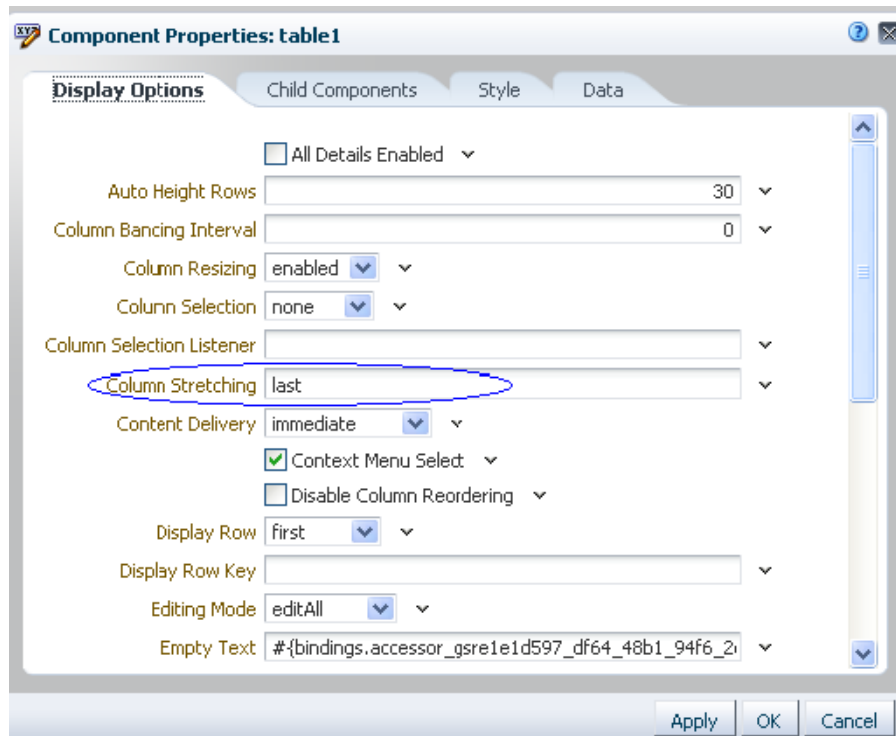 Component Properties: table1
Display Options Child Components Style Data
All Details Enabled
Auto Height Rows 30
Column Bancing Interval 0
Column Resizing enabled
Column Selection none
Column Selection Listener
Column Stretching last
Content Delivery immediate
Context Menu Select
Disable Column Reordering
Display Row first
Display Row Key
Editing Mode editAll
Empty Text #{bindings.accessor_gsre1e1d597_df64_48b1_94f6_2
Apply OK Cancel